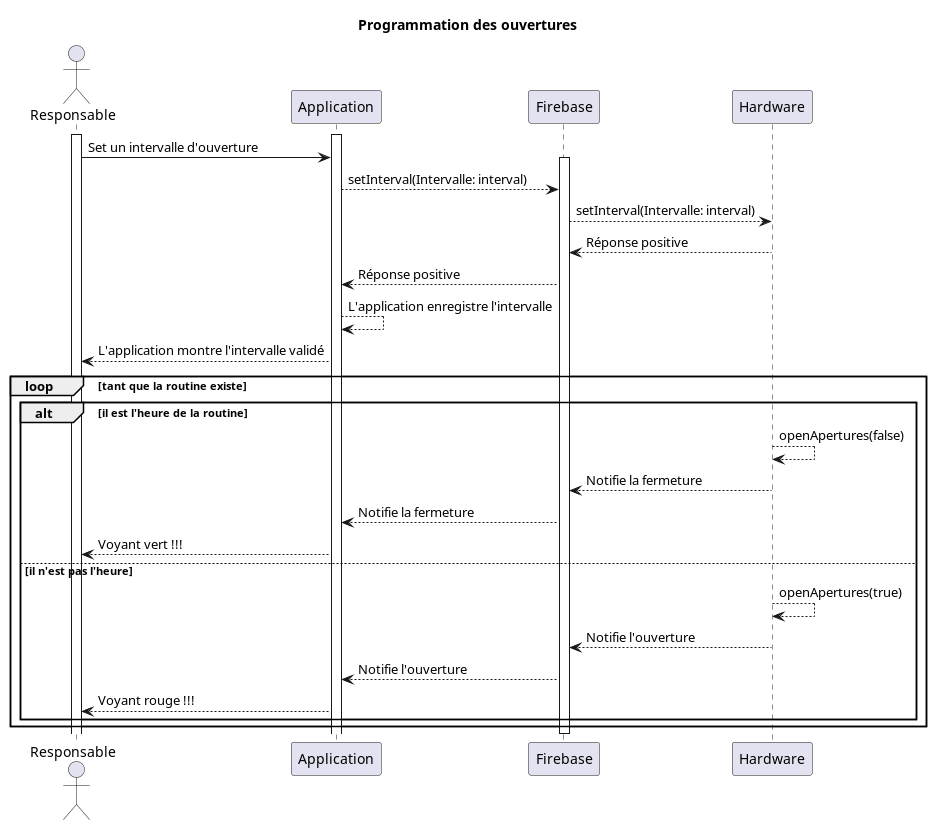 Programmation des ouvertures
Responsable
Application
Firebase
Hardware
Set un intervalle d'ouverture
setInterval(Intervalle: interval)
setInterval(Intervalle: interval)
Réponse positive
Réponse positive
L'application enregistre l'intervalle
L'application montre l'intervalle validé
loop [tant que la routine existe]
alt [il est l'heure de la routine]
openApertures(false)
Notifie la fermeture
Notifie la fermeture
Voyant vert !!!
[il n'est pas l'heure]
openApertures(true)
Notifie l'ouverture
Notifie l'ouverture
Voyant rouge !!!
Responsable
Application
Firebase
Hardware